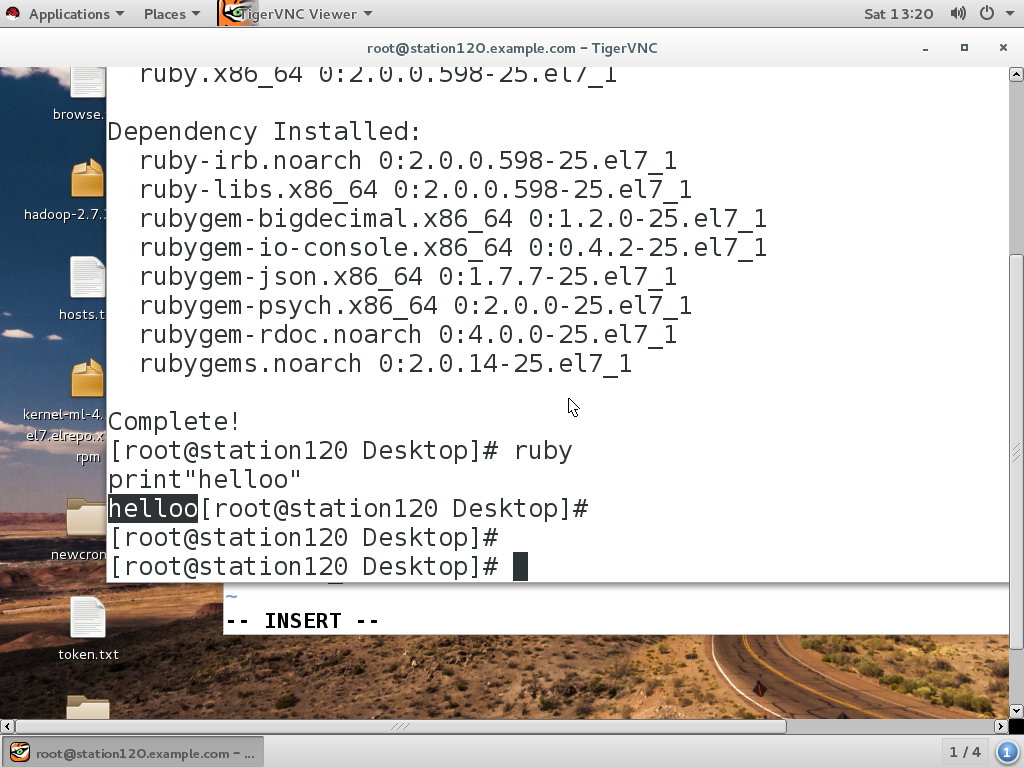 Applications
Places
TigerVNC Viewer
Sat 13:20
root@station120.example.com – TigerVNC
ruby.x86_64 0:2.0.0.598-25.el7_1
Dependency Installed:
ruby-irb.noarch 0:2.0.0.598-25.el7_1
ruby-libs.x86_64 0:2.0.0.598-25.el7_1
rubygem-bigdecimal.x86_64 0:1.2.0-25.el7_1
rubygem-io-console.x86_64 0:0.4.2-25.el7_1
rubygem-json.x86_64 0:1.7.7-25.el7_1
rubygem-psych.x86_64 0:2.0.0-25.el7_1
rubygem-rdoc.noarch 0:4.0.0-25.el7_1
rubygems.noarch 0:2.0.14-25.el7_1
Complete!
[root@station120 Desktop]# ruby
print"helloo"
helloo[root@station120 Desktop]#
[root@station120 Desktop]#
[root@station120 Desktop]#
~
-- INSERT --
browse.
hadoop-2.7.
hosts.t
kernel-ml-4.
el7.elrepo.x
rpm
newcron
token.txt
root@station120.example.com – ...
1 / 4
1